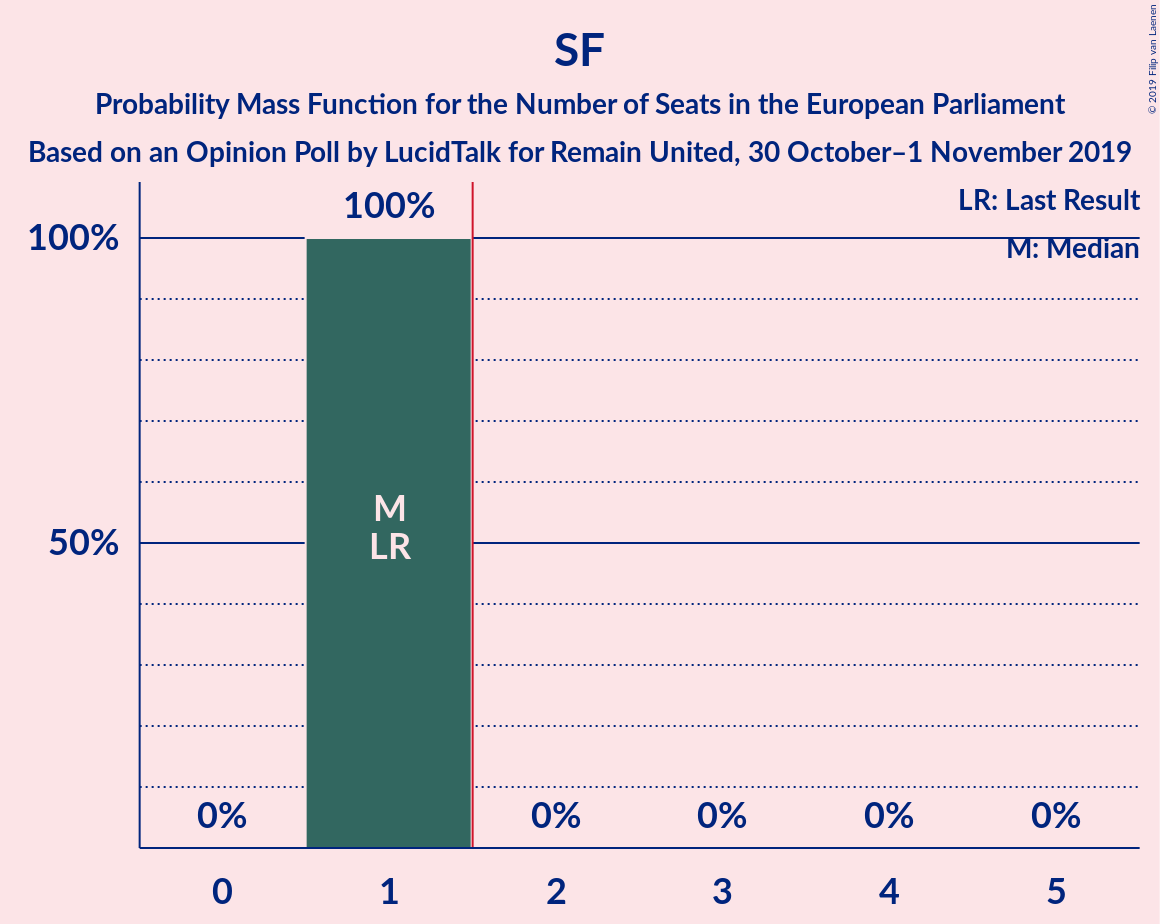 SF
Probability Mass Function for the Number of Seats in the European Parliament
Based on an Opinion Poll by LucidTalk for Remain United, 30 October–1 November 2019
© 2019 Filip van Laenen
LR: Last Result
M: Median
100%
100%
50%
M
LR
0%
0%
0%
0%
0%
0
1
2
3
4
5